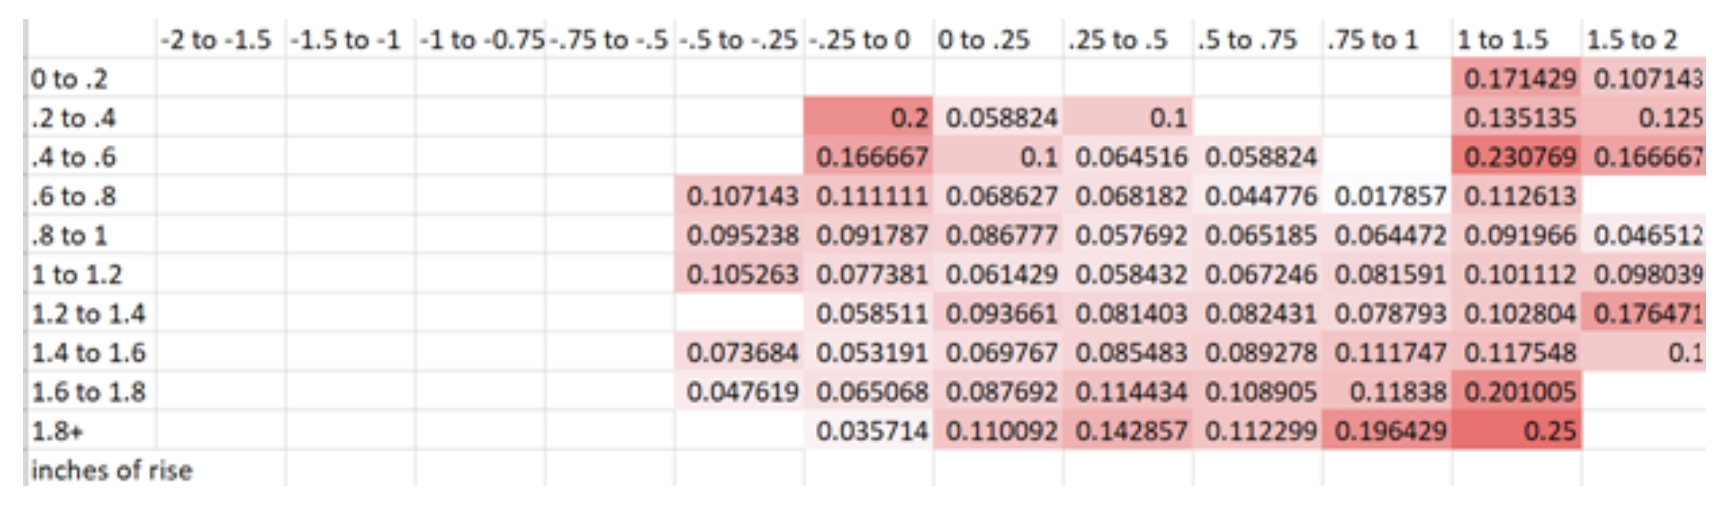 -2 to -1.5 -1.5 to -1 -1 to -0.75 -.75 to -.5 -.5 to -.25 -.25 to 0 0 to .25 .25 to .5 .5 to .75 .75 to 1 1 to 1.5 1.5 to 2
0 to .2 0.171429 0.107143
.2 to .4 0.2 0.058824 0.1 0.135135 0.125
.4 to .6 0.166667 0.1 0.064516 0.058824 0.230769 0.166667
.6 to .8 0.107143 0.111111 0.068627 0.068182 0.044776 0.017857 0.112613
.8 to 1 0.095238 0.091787 0.086777 0.057692 0.065185 0.064472 0.091966 0.046512
1 to 1.2 0.105263 0.077381 0.061429 0.058432 0.067246 0.081591 0.101112 0.098039
1.2 to 1.4 0.058511 0.093661 0.081403 0.082431 0.078793 0.102804 0.176471
1.4 to 1.6 0.073684 0.053191 0.069767 0.085483 0.089278 0.111747 0.117548 0.1
1.6 to 1.8 0.047619 0.065068 0.087692 0.114434 0.108905 0.11838 0.201005
1.8+ 0.035714 0.110092 0.142857 0.112299 0.196429 0.25
inches of rise